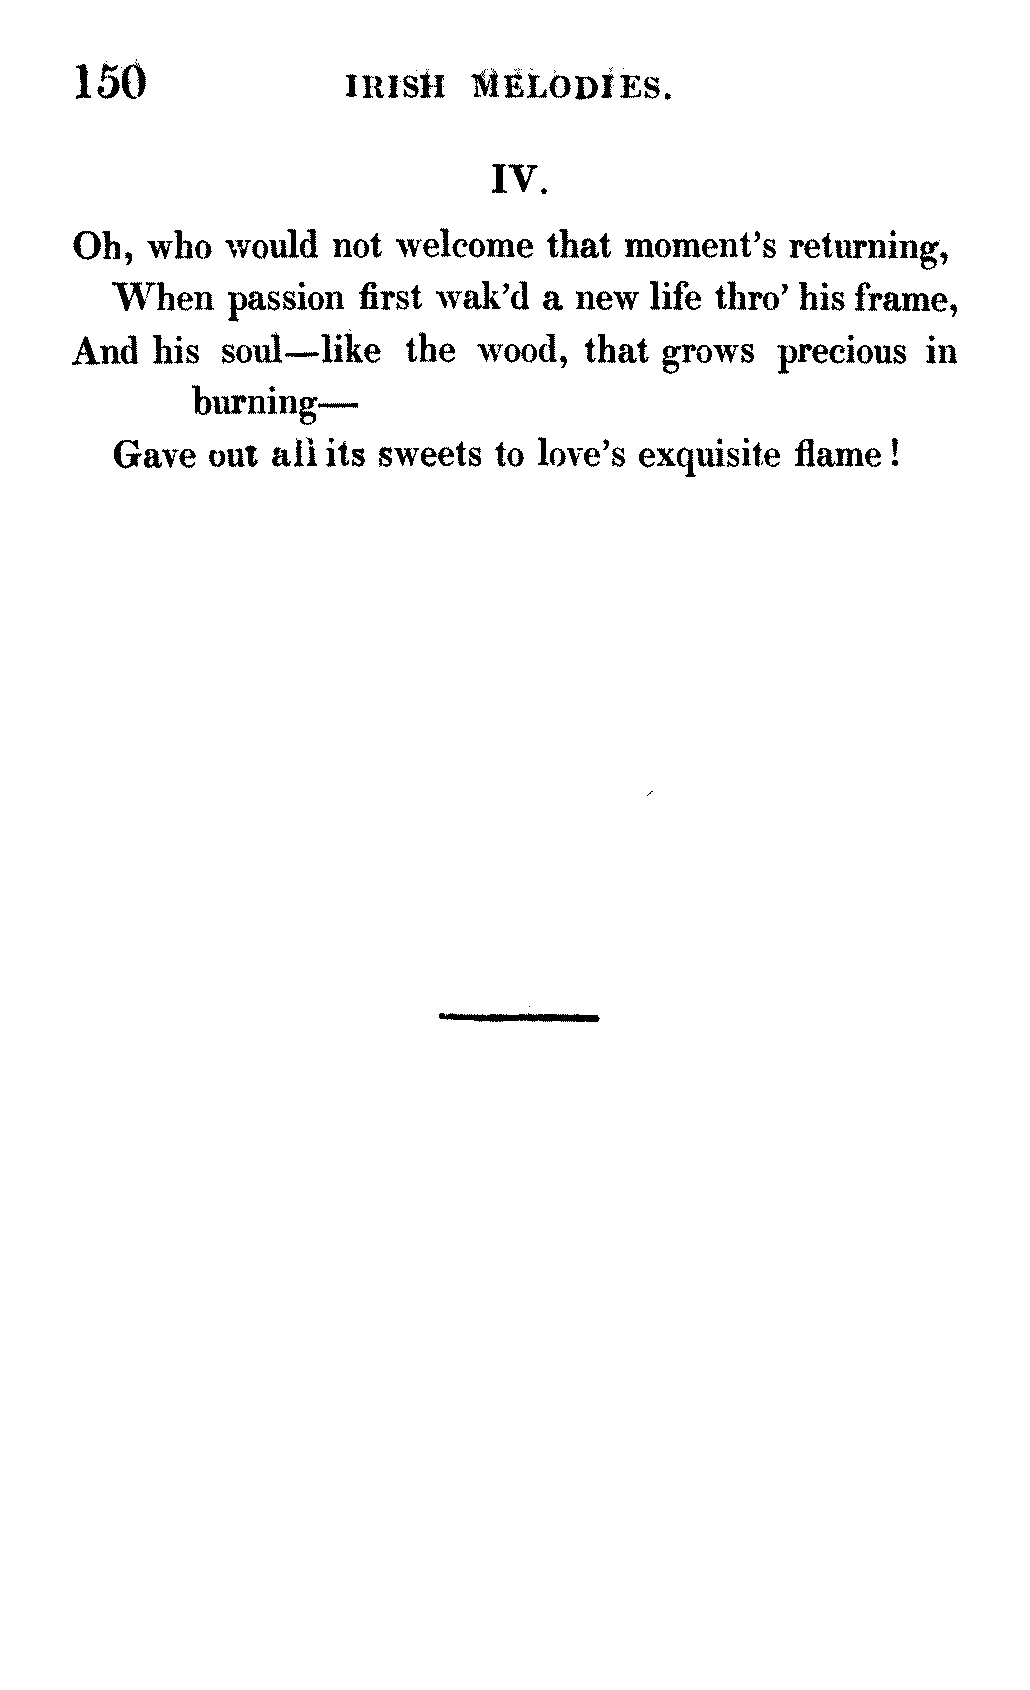 150 IRISH MELODIES.
IV.
Oh, who would not welcome that moment's returning,
When passion first wak'd a new life thro' his frame,
And his soul—like the wood, that grows precious in
burning—
Gave out all its sweets to love's exquisite flame!